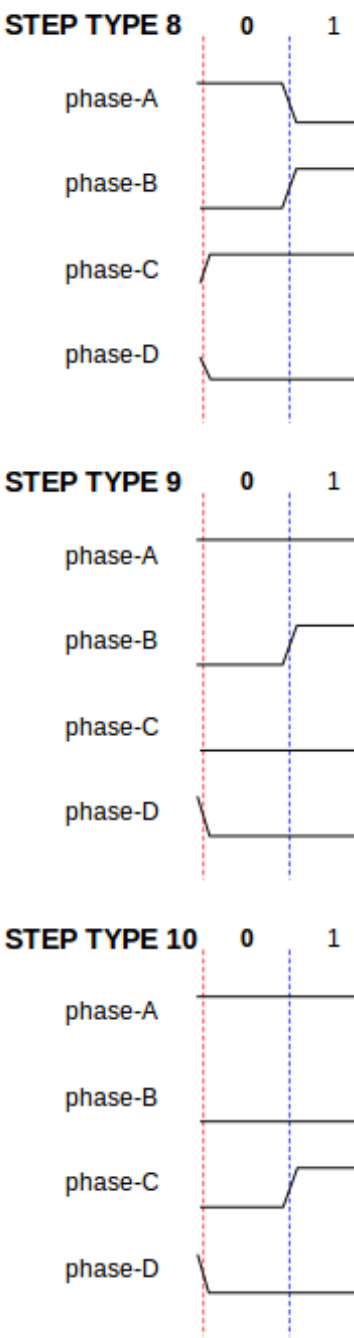 STEP TYPE 8 0 1
phase-A
phase-B
phase-C
phase-D
STEP TYPE 9 0 1
phase-A
phase-B
phase-C
phase-D
STEP TYPE 10 0 1
phase-A
phase-B
phase-C
phase-D